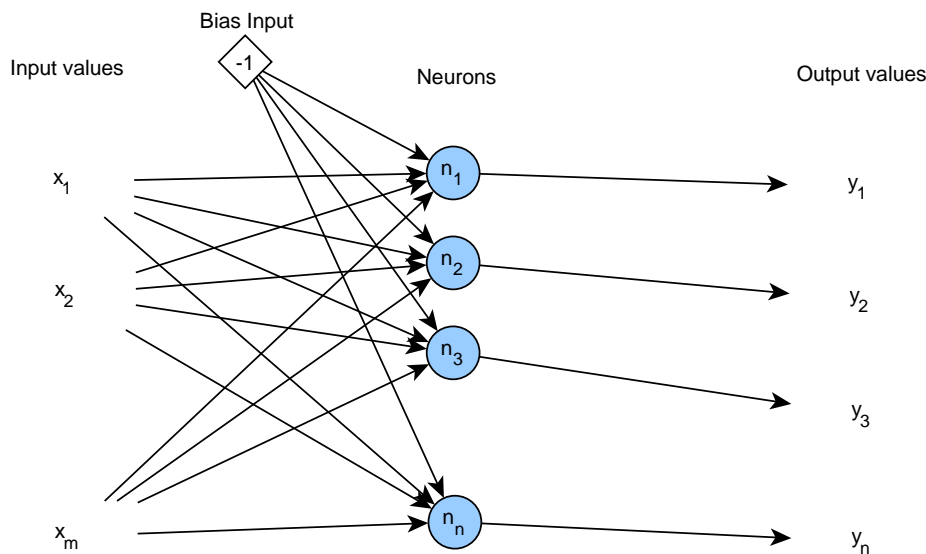 Bias Input
-1
Input values
Neurons
Output values
x1
n1
y1
x2
n2
y2
n3
y3
xm
nn
yn